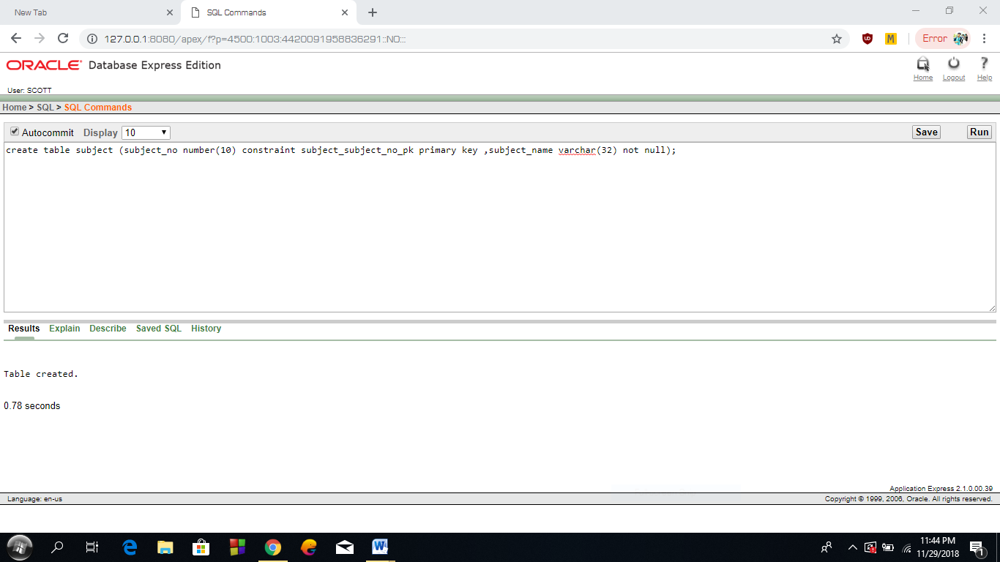 New Tab
SQL Commands
127.0.0.1:8080/apex/f?p=4500:1003:4420091958836291::NO:::
Error
ORACLE Database Express Edition
Home Logout Help
User: SCOTT
Home > SQL > SQL Commands
Autocommit Display 10
Save Run
create table subject (subject_no number(10) constraint subject_subject_no_pk primary key ,subject_name varchar(32) not null);
Results Explain Describe Saved SQL History
Table created.
0.78 seconds
Application Express 2.1.0.00.39
Language: en-us
Copyright © 1999, 2006, Oracle. All rights reserved.
11:44 PM
11/29/2018
1